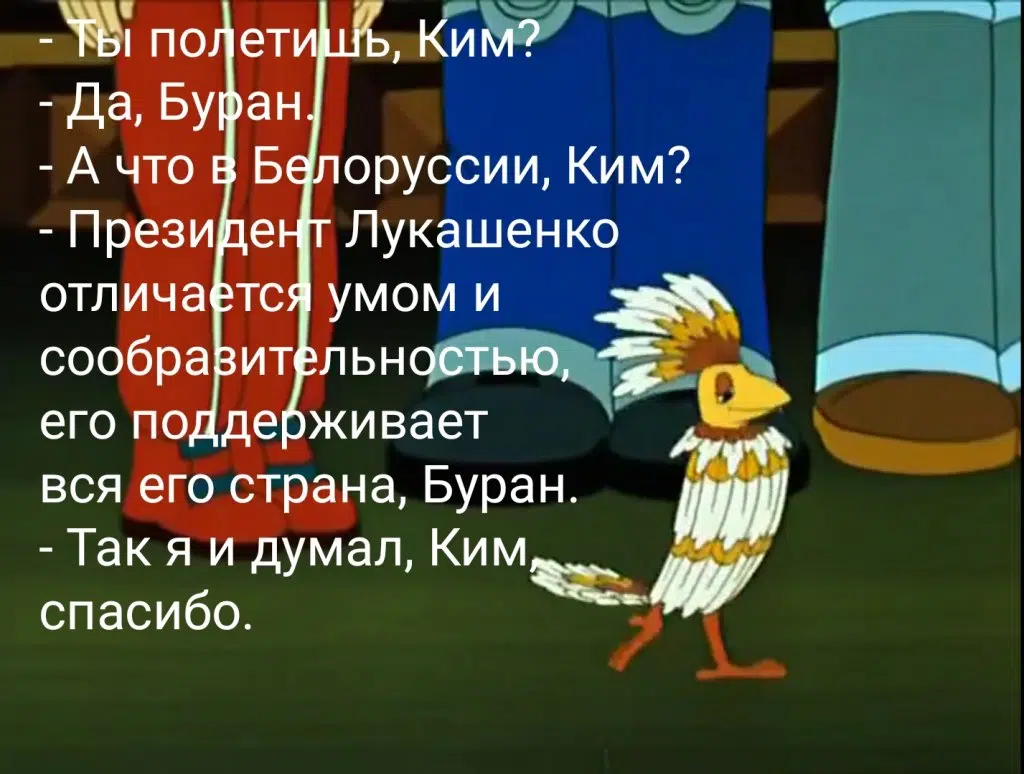 - Ты полетишь, Ким?
- Да, Буран.
- А что в Белоруссии, Ким?
- Президент Лукашенко
отличается умом и
сообразительностью,
его поддерживает
вся его страна, Буран.
- Так я и думал, Ким,
спасибо.